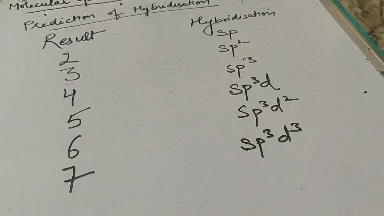 Molecular
Prediction of Hybridisation
Result Hybridisation
2 sp
3 sp²
4 sp³
5 sp³d
6 sp³d²
7 sp³d³